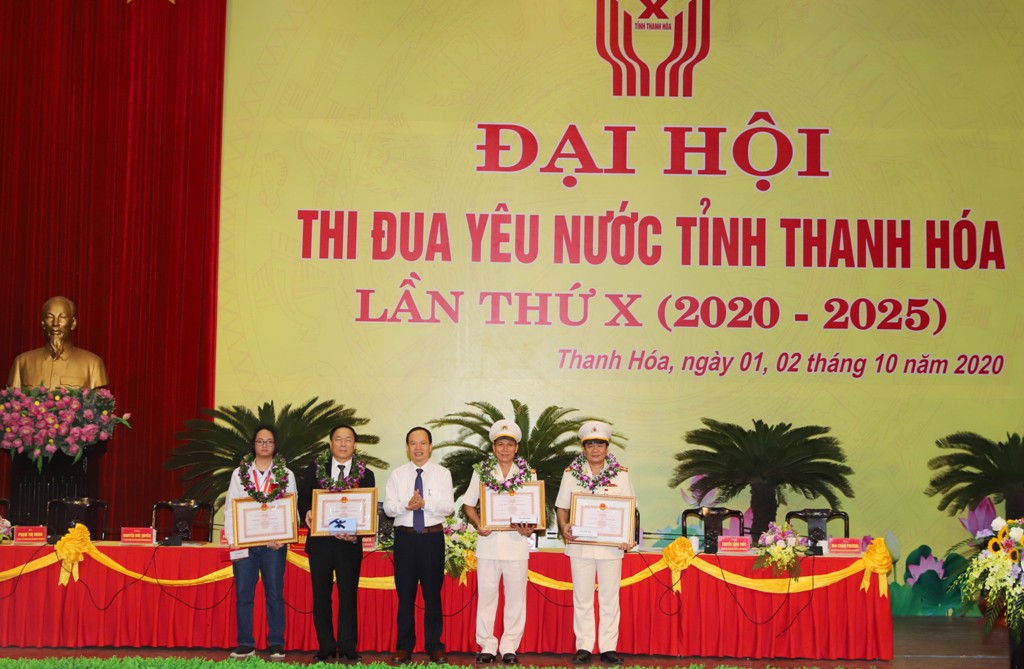 X
TỈNH THANH HÓA
ĐẠI HỘI
THI ĐUA YÊU NƯỚC TỈNH THANH HÓA
LẦN THỨ X (2020 - 2025)
Thanh Hóa, ngày 01, 02 tháng 10 năm 2020